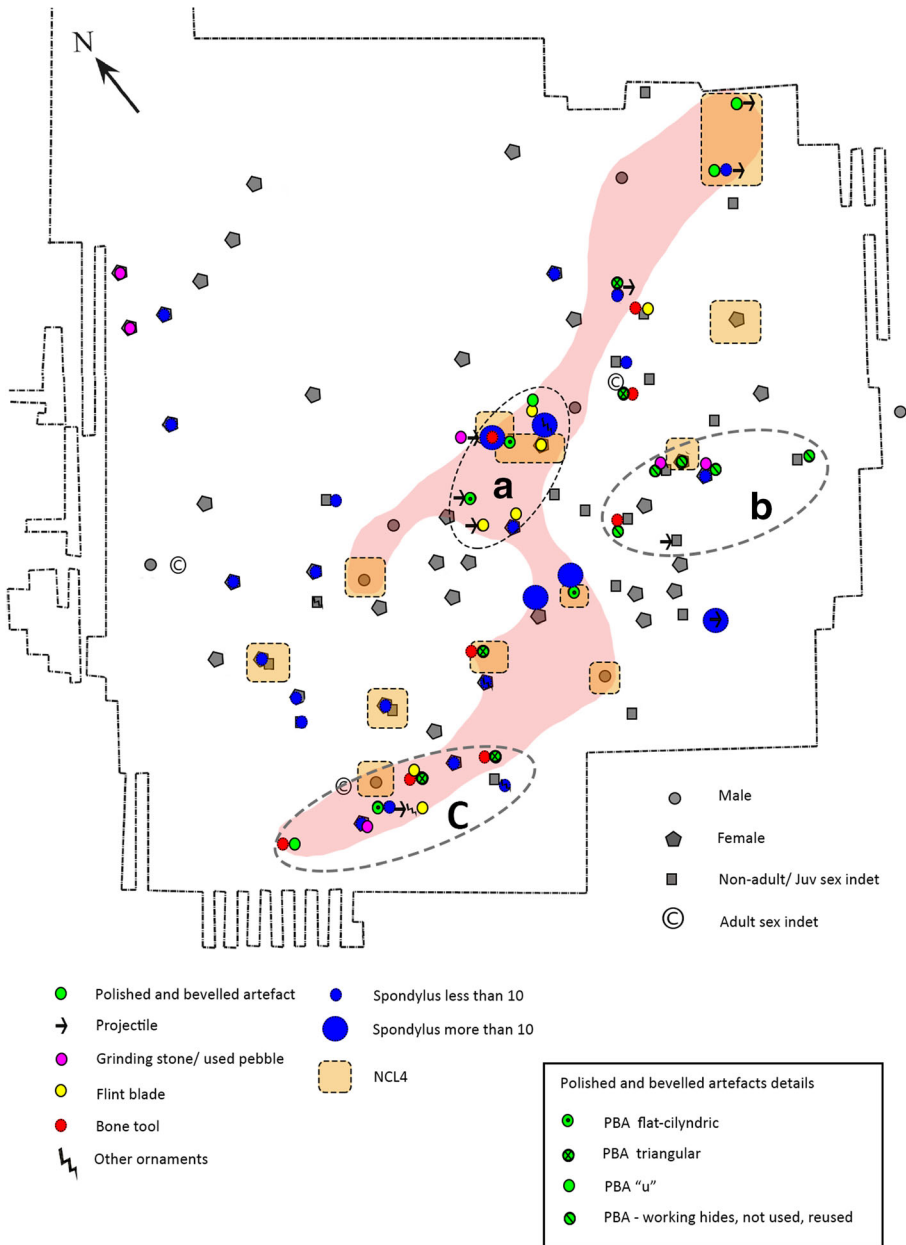 N
a
b
C
C
C
C
Male
Female
Non-adult/ Juv sex indet
C Adult sex indet
Polished and bevelled artefact
Projectile
Grinding stone/ used pebble
Flint blade
Bone tool
Other ornaments
Spondylus less than 10
Spondylus more than 10
NCL4
Polished and bevelled artefacts details
PBA flat-cilyndric
PBA triangular
PBA “u”
PBA - working hides, not used, reused